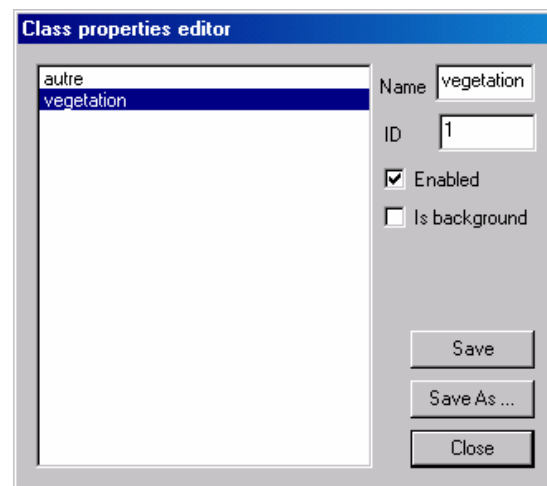 Class properties editor
autre
vegetation
Name vegetation
ID 1
Enabled
Is background
Save
Save As ...
Close